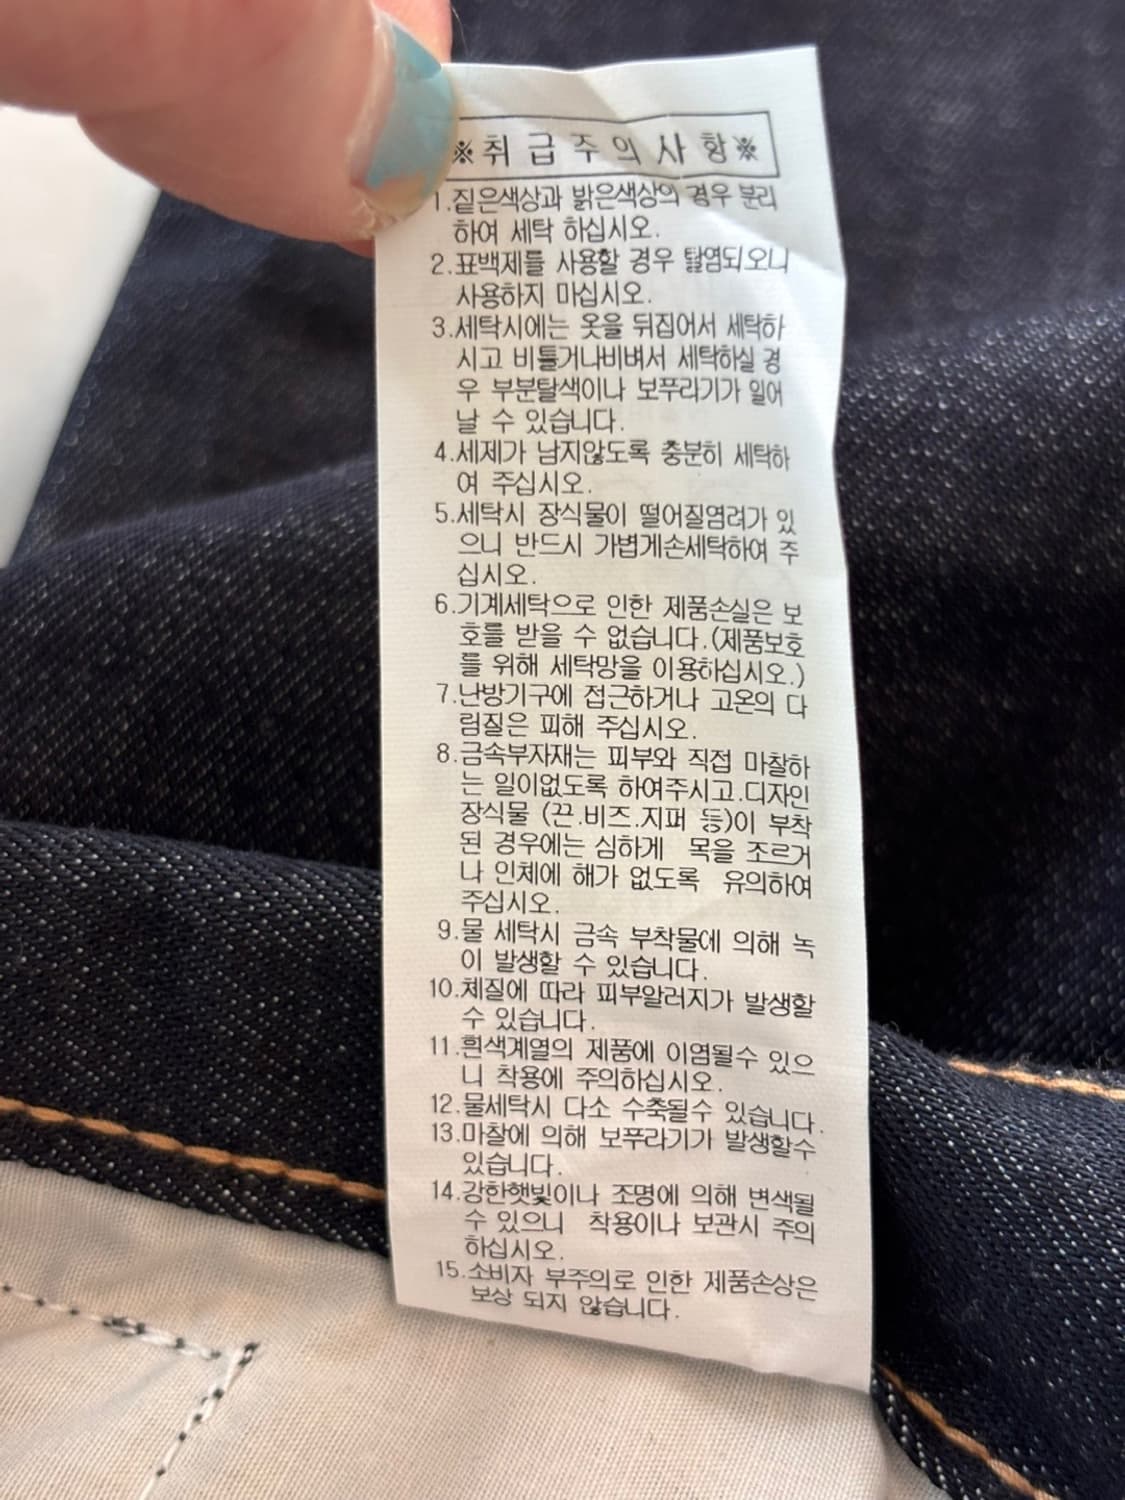 ※취급주의사항※
1.짙은색상과 밝은색상의 경우 분리
하여 세탁 하십시오.
2.표백제를 사용할 경우 탈염되오니
사용하지 마십시오.
3.세탁시에는 옷을 뒤집어서 세탁하
시고 비틀거나비벼서 세탁하실 경
우 부분탈색이나 보푸라기가 일어
날 수 있습니다.
4.세제가 남지않도록 충분히 세탁하
여 주십시오.
5.세탁시 장식물이 떨어질염려가 있
으니 반드시 가볍게손세탁하여 주
십시오.
6.기계세탁으로 인한 제품손실은 보
호를 받을 수 없습니다.(제품보호
를 위해 세탁망을 이용하십시오.)
7.난방기구에 접근하거나 고온의 다
림질은 피해 주십시오.
8.금속부자재는 피부와 직접 마찰하
는 일이없도록 하여주시고.디자인
장식물 (끈.비즈.지퍼 등)이 부착
된 경우에는 심하게 목을 조르거
나 인체에 해가 없도록 유의하여
주십시오.
9.물 세탁시 금속 부착물에 의해 녹
이 발생할 수 있습니다.
10.체질에 따라 피부알러지가 발생할
수 있습니다.
11.흰색계열의 제품에 이염될수 있으
니 착용에 주의하십시오.
12.물세탁시 다소 수축될수 있습니다.
13.마찰에 의해 보푸라기가 발생할수
있습니다.
14.강한햇빛이나 조명에 의해 변색될
수 있으니 착용이나 보관시 주의
하십시오.
15.소비자 부주의로 인한 제품손상은
보상 되지 않습니다.